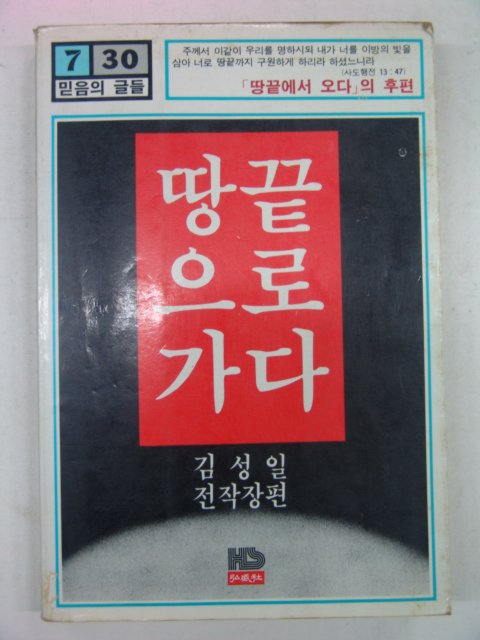 7 30
믿음의 글들
주께서 이같이 우리를 명하시되 내가 너를 이방의 빛을
삼아 너로 땅끝까지 구원하게 하리라 하셨느니라
(사도행전 13:47)
「땅끝에서 오다」의 후편
땅끝
으로
가다
김성일
전작장편
HS
弘盛社